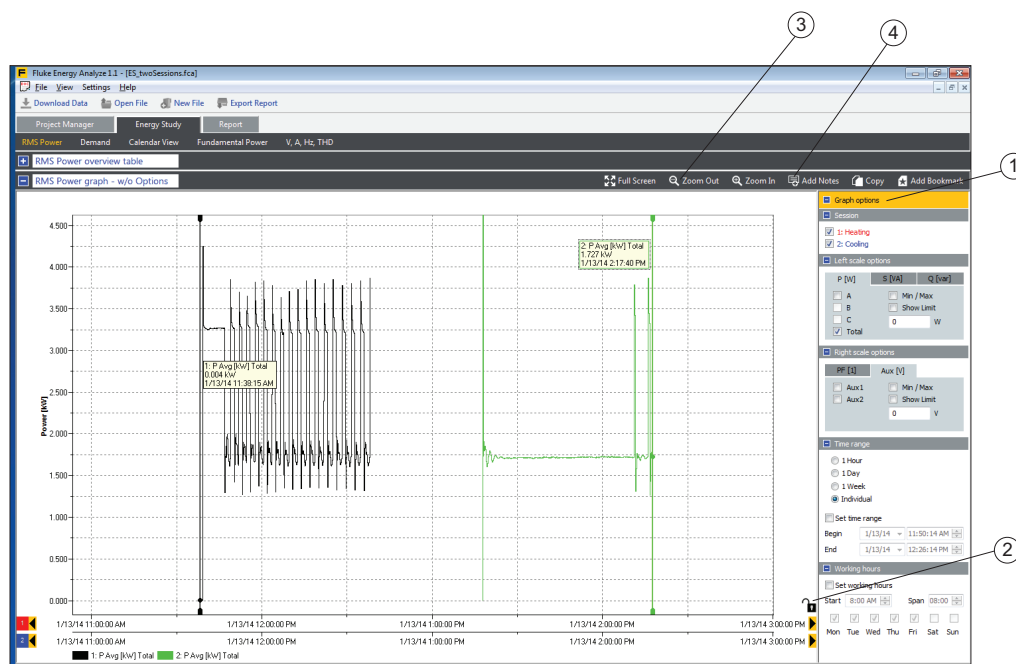 3
4
1
2
Fluke Energy Analyze 1.1 - [ES_twoSessions.fca]
File View Settings Help
Download Data Open File New File Export Report
Project Manager Energy Study Report
RMS Power Demand Calendar View Fundamental Power V, A, Hz, THD
RMS Power overview table
RMS Power graph - w/o Options Full Screen Zoom Out Zoom In Add Notes Copy Add Bookmark
Power [kW]
4.500
4.000
3.500
3.000
2.500
2.000
1.500
1.000
0.500
0.000
1: P Avg [kW] Total
0.004 kW
1/13/14 11:38:15 AM
2: P Avg [kW] Total
1.727 kW
1/13/14 2:17:40 PM
1 1/13/14 11:00:00 AM 1/13/14 12:00:00 PM 1/13/14 1:00:00 PM 1/13/14 2:00:00 PM 1/13/14 3:00:00 PM
2 1/13/14 11:00:00 AM 1/13/14 12:00:00 PM 1/13/14 1:00:00 PM 1/13/14 2:00:00 PM 1/13/14 3:00:00 PM
1: P Avg [kW] Total 2: P Avg [kW] Total
Graph options
Session
1: Heating
2: Cooling
Left scale options
P [W] S [VA] Q [var]
A Min / Max
B Show Limit
C 0 W
Total
Right scale options
PF [1] Aux [V]
Aux1 Min / Max
Aux2 Show Limit
0 V
Time range
1 Hour
1 Day
1 Week
Individual
Set time range
Begin 1/13/14 11:50:14 AM
End 1/13/14 12:26:14 PM
Working hours
Set working hours
Start 8:00 AM Span 08:00
Mon Tue Wed Thu Fri Sat Sun